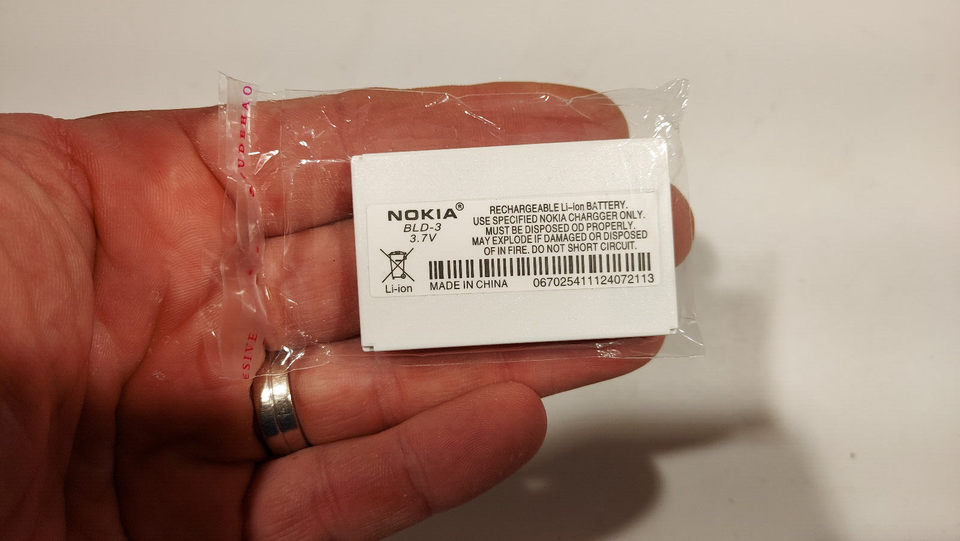 NOKIA®
BLD-3
3.7V
Li-ion
RECHARGEABLE Li-ion BATTERY.
USE SPECIFIED NOKIA CHARGGER ONLY.
MUST BE DISPOSED OD PROPERLY.
MAY EXPLODE IF DAMAGED OR DISPOSED
OF IN FIRE. DO NOT SHORT CIRCUIT.
MADE IN CHINA 067025411124072113
ESIVE